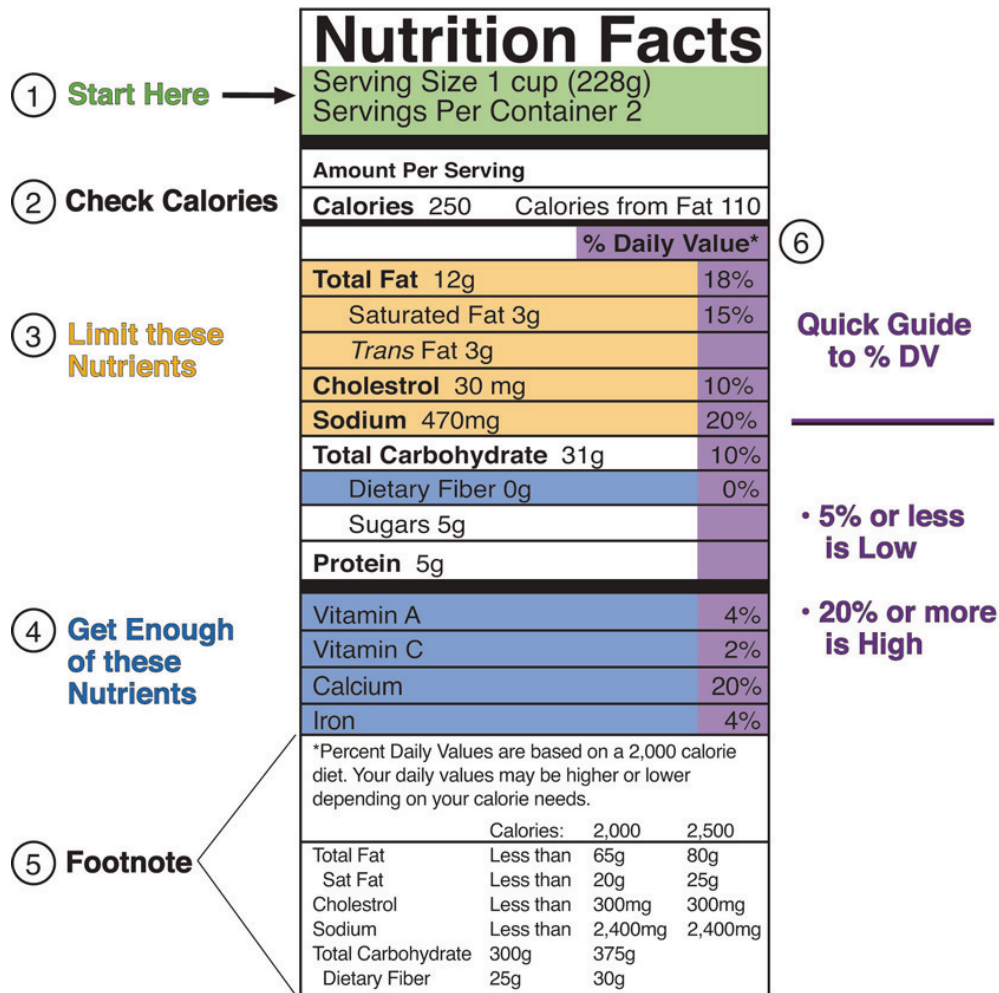 Nutrition Facts
1 Start Here
Serving Size 1 cup (228g)
Servings Per Container 2
Amount Per Serving
2 Check Calories
Calories 250 Calories from Fat 110
% Daily Value*
6
Total Fat 12g 18%
Saturated Fat 3g 15%
3 Limit these
Nutrients
Trans Fat 3g
Cholestrol 30 mg 10%
Sodium 470mg 20%
Total Carbohydrate 31g 10%
Dietary Fiber 0g 0%
Sugars 5g
Protein 5g
Quick Guide
to % DV
• 5% or less
is Low
• 20% or more
is High
4 Get Enough
of these
Nutrients
Vitamin A 4%
Vitamin C 2%
Calcium 20%
Iron 4%
5 Footnote
*Percent Daily Values are based on a 2,000 calorie
diet. Your daily values may be higher or lower
depending on your calorie needs.
Calories: 2,000 2,500
Total Fat Less than 65g 80g
Sat Fat Less than 20g 25g
Cholestrol Less than 300mg 300mg
Sodium Less than 2,400mg 2,400mg
Total Carbohydrate 300g 375g
Dietary Fiber 25g 30g